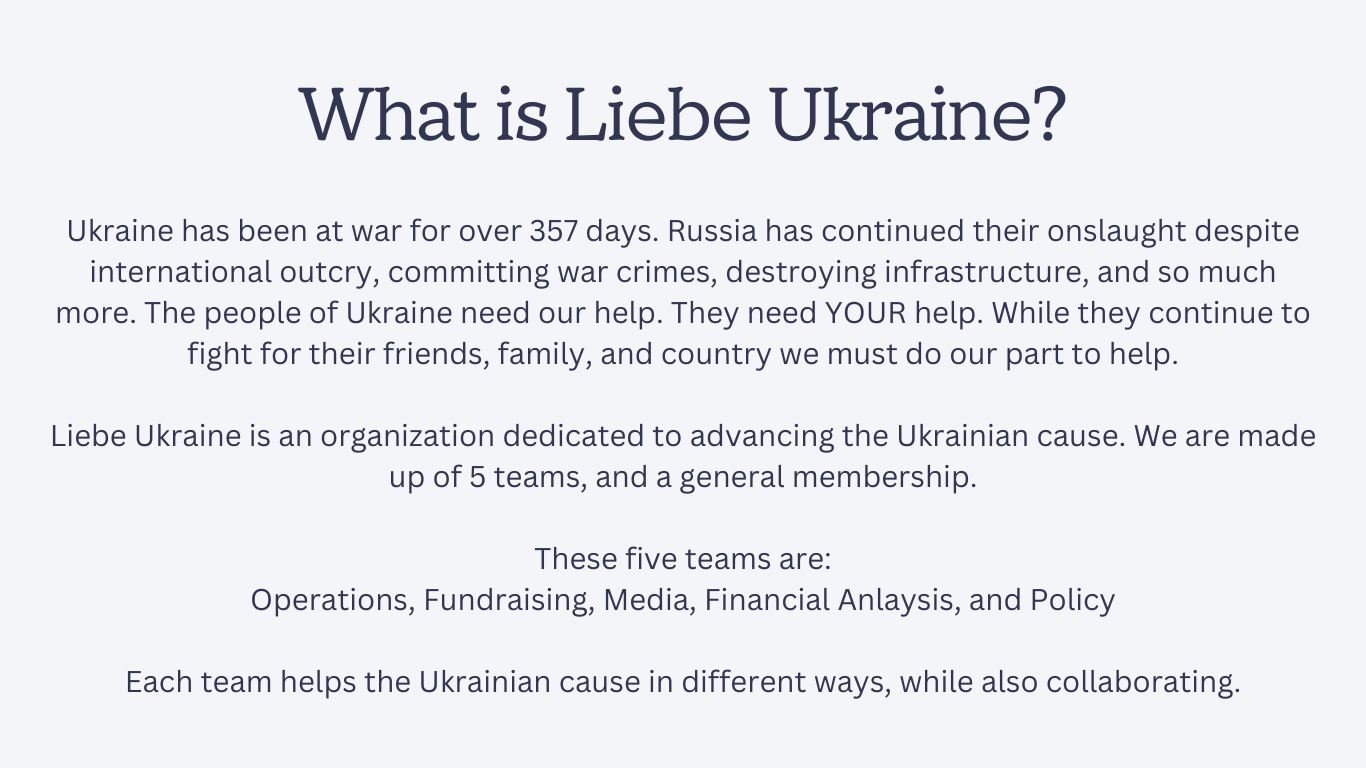 What is Liebe Ukraine?
Ukraine has been at war for over 357 days. Russia has continued their onslaught despite
international outcry, committing war crimes, destroying infrastructure, and so much
more. The people of Ukraine need our help. They need YOUR help. While they continue to
fight for their friends, family, and country we must do our part to help.
Liebe Ukraine is an organization dedicated to advancing the Ukrainian cause. We are made
up of 5 teams, and a general membership.
These five teams are:
Operations, Fundraising, Media, Financial Anlaysis, and Policy
Each team helps the Ukrainian cause in different ways, while also collaborating.